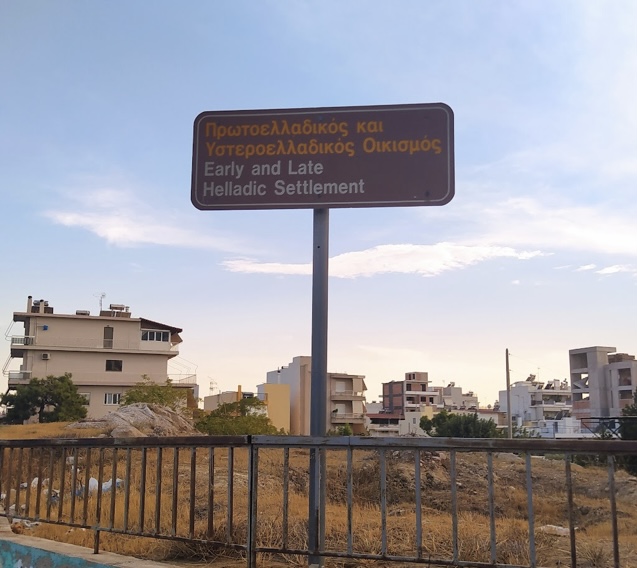 Πρωτοελλαδικός και
Υστεροελλαδικός Οικισμός
Early and Late
Helladic Settlement